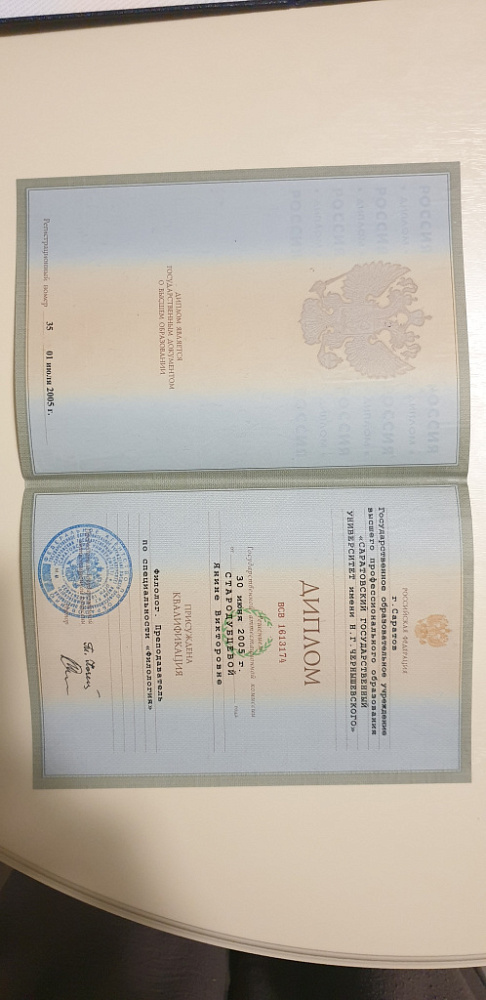 ДИПЛОМ ЯВЛЯЕТСЯ
ГОСУДАРСТВЕННЫМ ДОКУМЕНТОМ
О ВЫСШЕМ ОБРАЗОВАНИИ
Регистрационный номер 35 01 июля 2005 г.
РОССИЙСКАЯ ФЕДЕРАЦИЯ
г.Саратов
Государственное образовательное учреждение
высшего профессионального образования
«САРАТОВСКИЙ ГОСУДАРСТВЕННЫЙ
УНИВЕРСИТЕТ имени Н.Г.ЧЕРНЫШЕВСКОГО»
ДИПЛОМ
ВСВ 1613174
30 июня 2005 г.
СТАРОДУБЦЕВОЙ
Янине Викторовне
ПРИСУЖДЕНА
КВАЛИФИКАЦИЯ
Филолог. Преподаватель
по специальности «Филология»